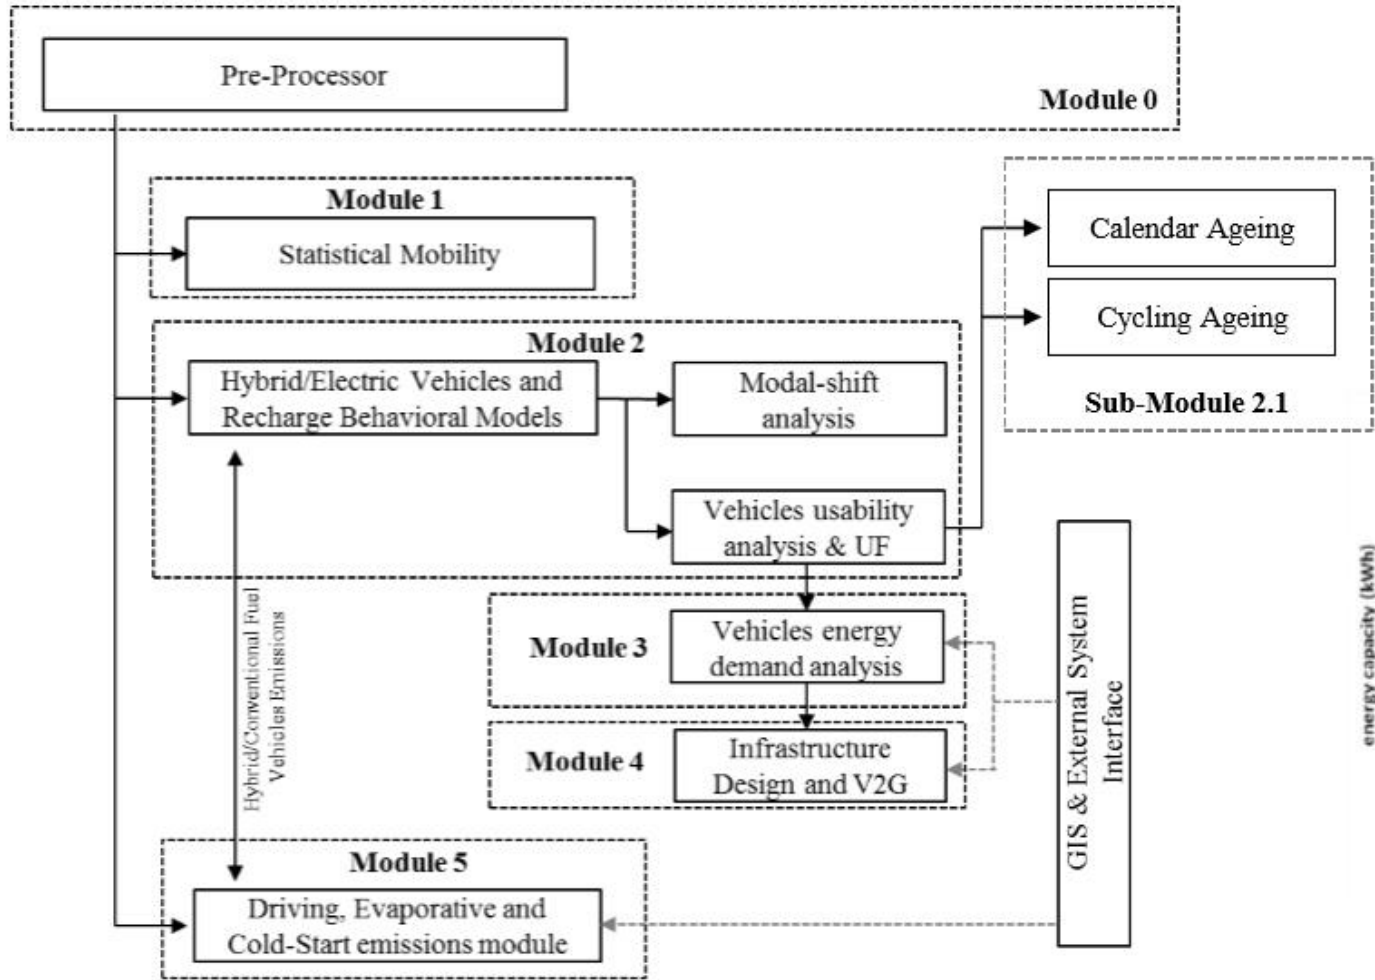 Pre-Processor
Module 0
Module 1
Statistical Mobility
Calendar Ageing
Cycling Ageing
Sub-Module 2.1
Module 2
Hybrid/Electric Vehicles and
Recharge Behavioral Models
Modal-shift
analysis
Vehicles usability
analysis & UF
Hybrid/Conventional Fuel
Vehicles Emissions
Module 3
Vehicles energy
demand analysis
Module 4
Infrastructure
Design and V2G
GIS & External System
Interface
energy capacity (kWh)
Module 5
Driving, Evaporative and
Cold-Start emissions module